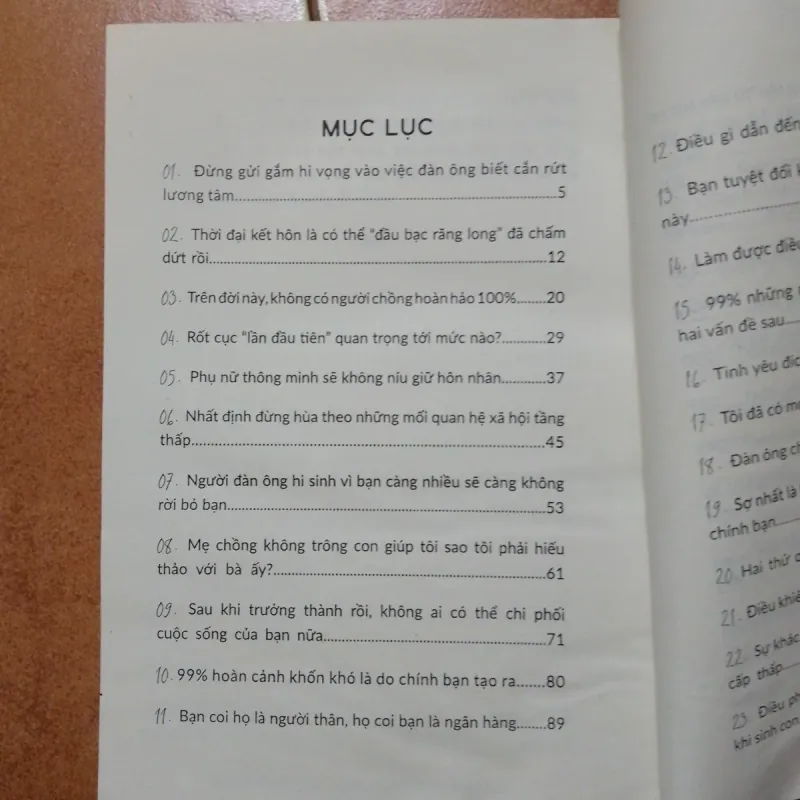 MỤC LỤC
01. Đừng gửi gắm hi vọng vào việc đàn ông biết cắn rứt
lương tâm........................................................................5
02. Thời đại kết hôn là có thể "đầu bạc răng long" đã chấm
dứt rồi............................................................................12
03. Trên đời này, không có người chồng hoàn hảo 100%.......20
04. Rốt cục "lần đầu tiên" quan trọng tới mức nào?...........29
05. Phụ nữ thông minh sẽ không níu giữ hôn nhân...........37
06. Nhất định đừng hùa theo những mối quan hệ xã hội tầng
thấp................................................................................45
07. Người đàn ông hi sinh vì bạn càng nhiều sẽ càng không
rời bỏ bạn........................................................................53
08. Mẹ chồng không trông con giúp tôi sao tôi phải hiếu
thảo với bà ấy?................................................................61
09. Sau khi trưởng thành rồi, không ai có thể chi phối
cuộc sống của bạn nữa....................................................71
10. 99% hoàn cảnh khốn khó là do chính bạn tạo ra.......80
11. Bạn coi họ là người thân, họ coi bạn là ngân hàng.......89
12. Điều gì dẫn đến
13. Bạn tuyệt đối
này.....................
14. Làm được điều
15. 99% những
hai vấn đề sau....
16. Tình yêu
17. Tôi đã có
18. Đàn ông
19. Sợ nhất là
chính bạn.........
20. Hai thứ
21. Điều
22. Sự khác
cấp thấp......
23. Điều
khi sinh con